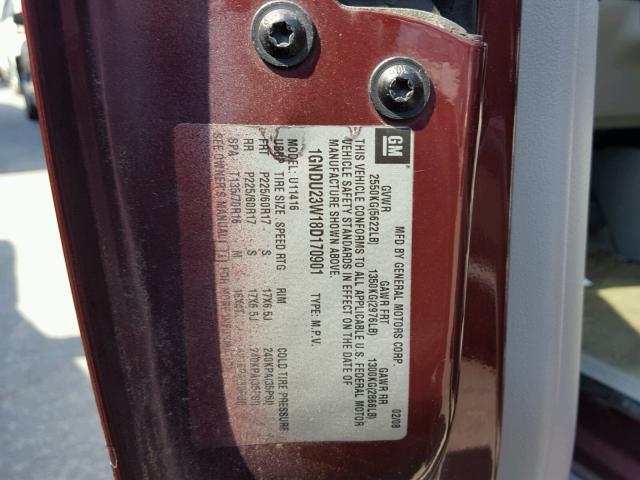 GM
MFD BY GENERAL MOTORS CORP. 02/08
GVWR GAWR FRT GAWR RR
2550KG(5622LB) 1350KG(2976LB) 1300KG(2866LB)
THIS VEHICLE CONFORMS TO ALL APPLICABLE U.S. FEDERAL MOTOR
VEHICLE SAFETY STANDARDS IN EFFECT ON THE DATE OF
MANUFACTURE SHOWN ABOVE.
1GNDU23W18D170901 TYPE: M.P.V.
MODEL: U11416
TIRE SIZE SPEED RTG RIM COLD TIRE PRESSURE
FRT P225/60R17 S 17X6.5J 240KPA(35PSI)
RR P225/60R17 S 17X6.5J 240KPA(35PSI)
SPA T135/70R16 M
SEE OWNER'S MANUAL FOR MORE